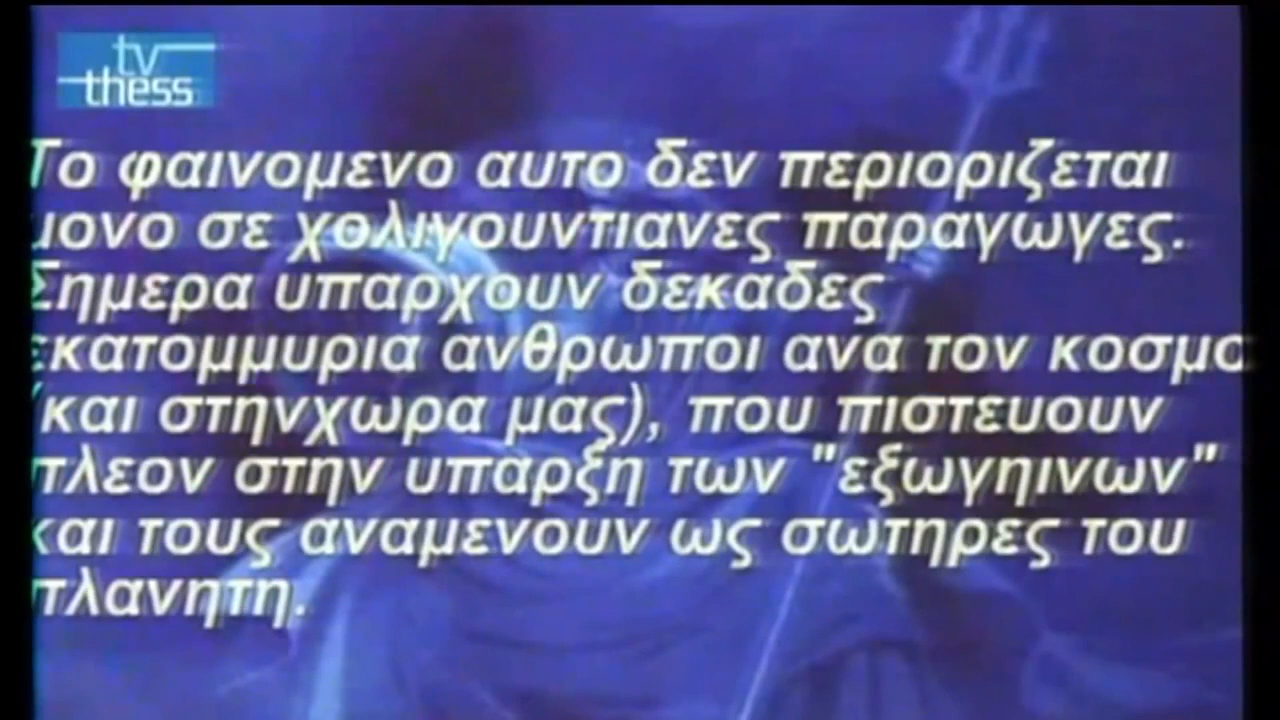 tv
thess
Το φαινομενο αυτο δεν περιοριζεται
μονο σε χολιγουντιανες παραγωγες.
Σημερα υπαρχουν δεκαδες
εκατομμυρια ανθρωποι ανα τον κοσμο
(και στηνχωρα μας), που πιστευουν
πλεον στην υπαρξη των "εξωγηινων"
και τους αναμενουν ως σωτηρες του
πλανητη.